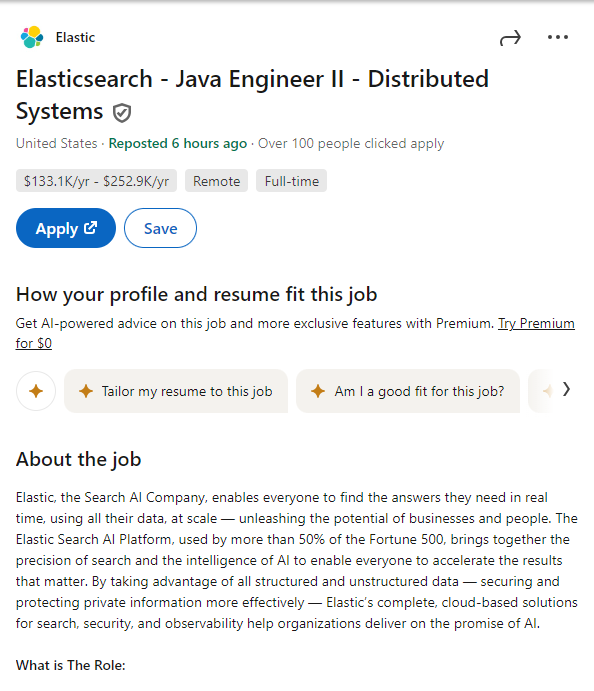 Elastic
Elasticsearch - Java Engineer II - Distributed
Systems
United States · Reposted 6 hours ago · Over 100 people clicked apply
$133.1K/yr - $252.9K/yr Remote Full-time
Apply Save
How your profile and resume fit this job
Get AI-powered advice on this job and more exclusive features with Premium. Try Premium
for $0
Tailor my resume to this job Am I a good fit for this job?
About the job
Elastic, the Search AI Company, enables everyone to find the answers they need in real
time, using all their data, at scale — unleashing the potential of businesses and people. The
Elastic Search AI Platform, used by more than 50% of the Fortune 500, brings together the
precision of search and the intelligence of AI to enable everyone to accelerate the results
that matter. By taking advantage of all structured and unstructured data — securing and
protecting private information more effectively — Elastic’s complete, cloud-based solutions
for search, security, and observability help organizations deliver on the promise of AI.
What is The Role: